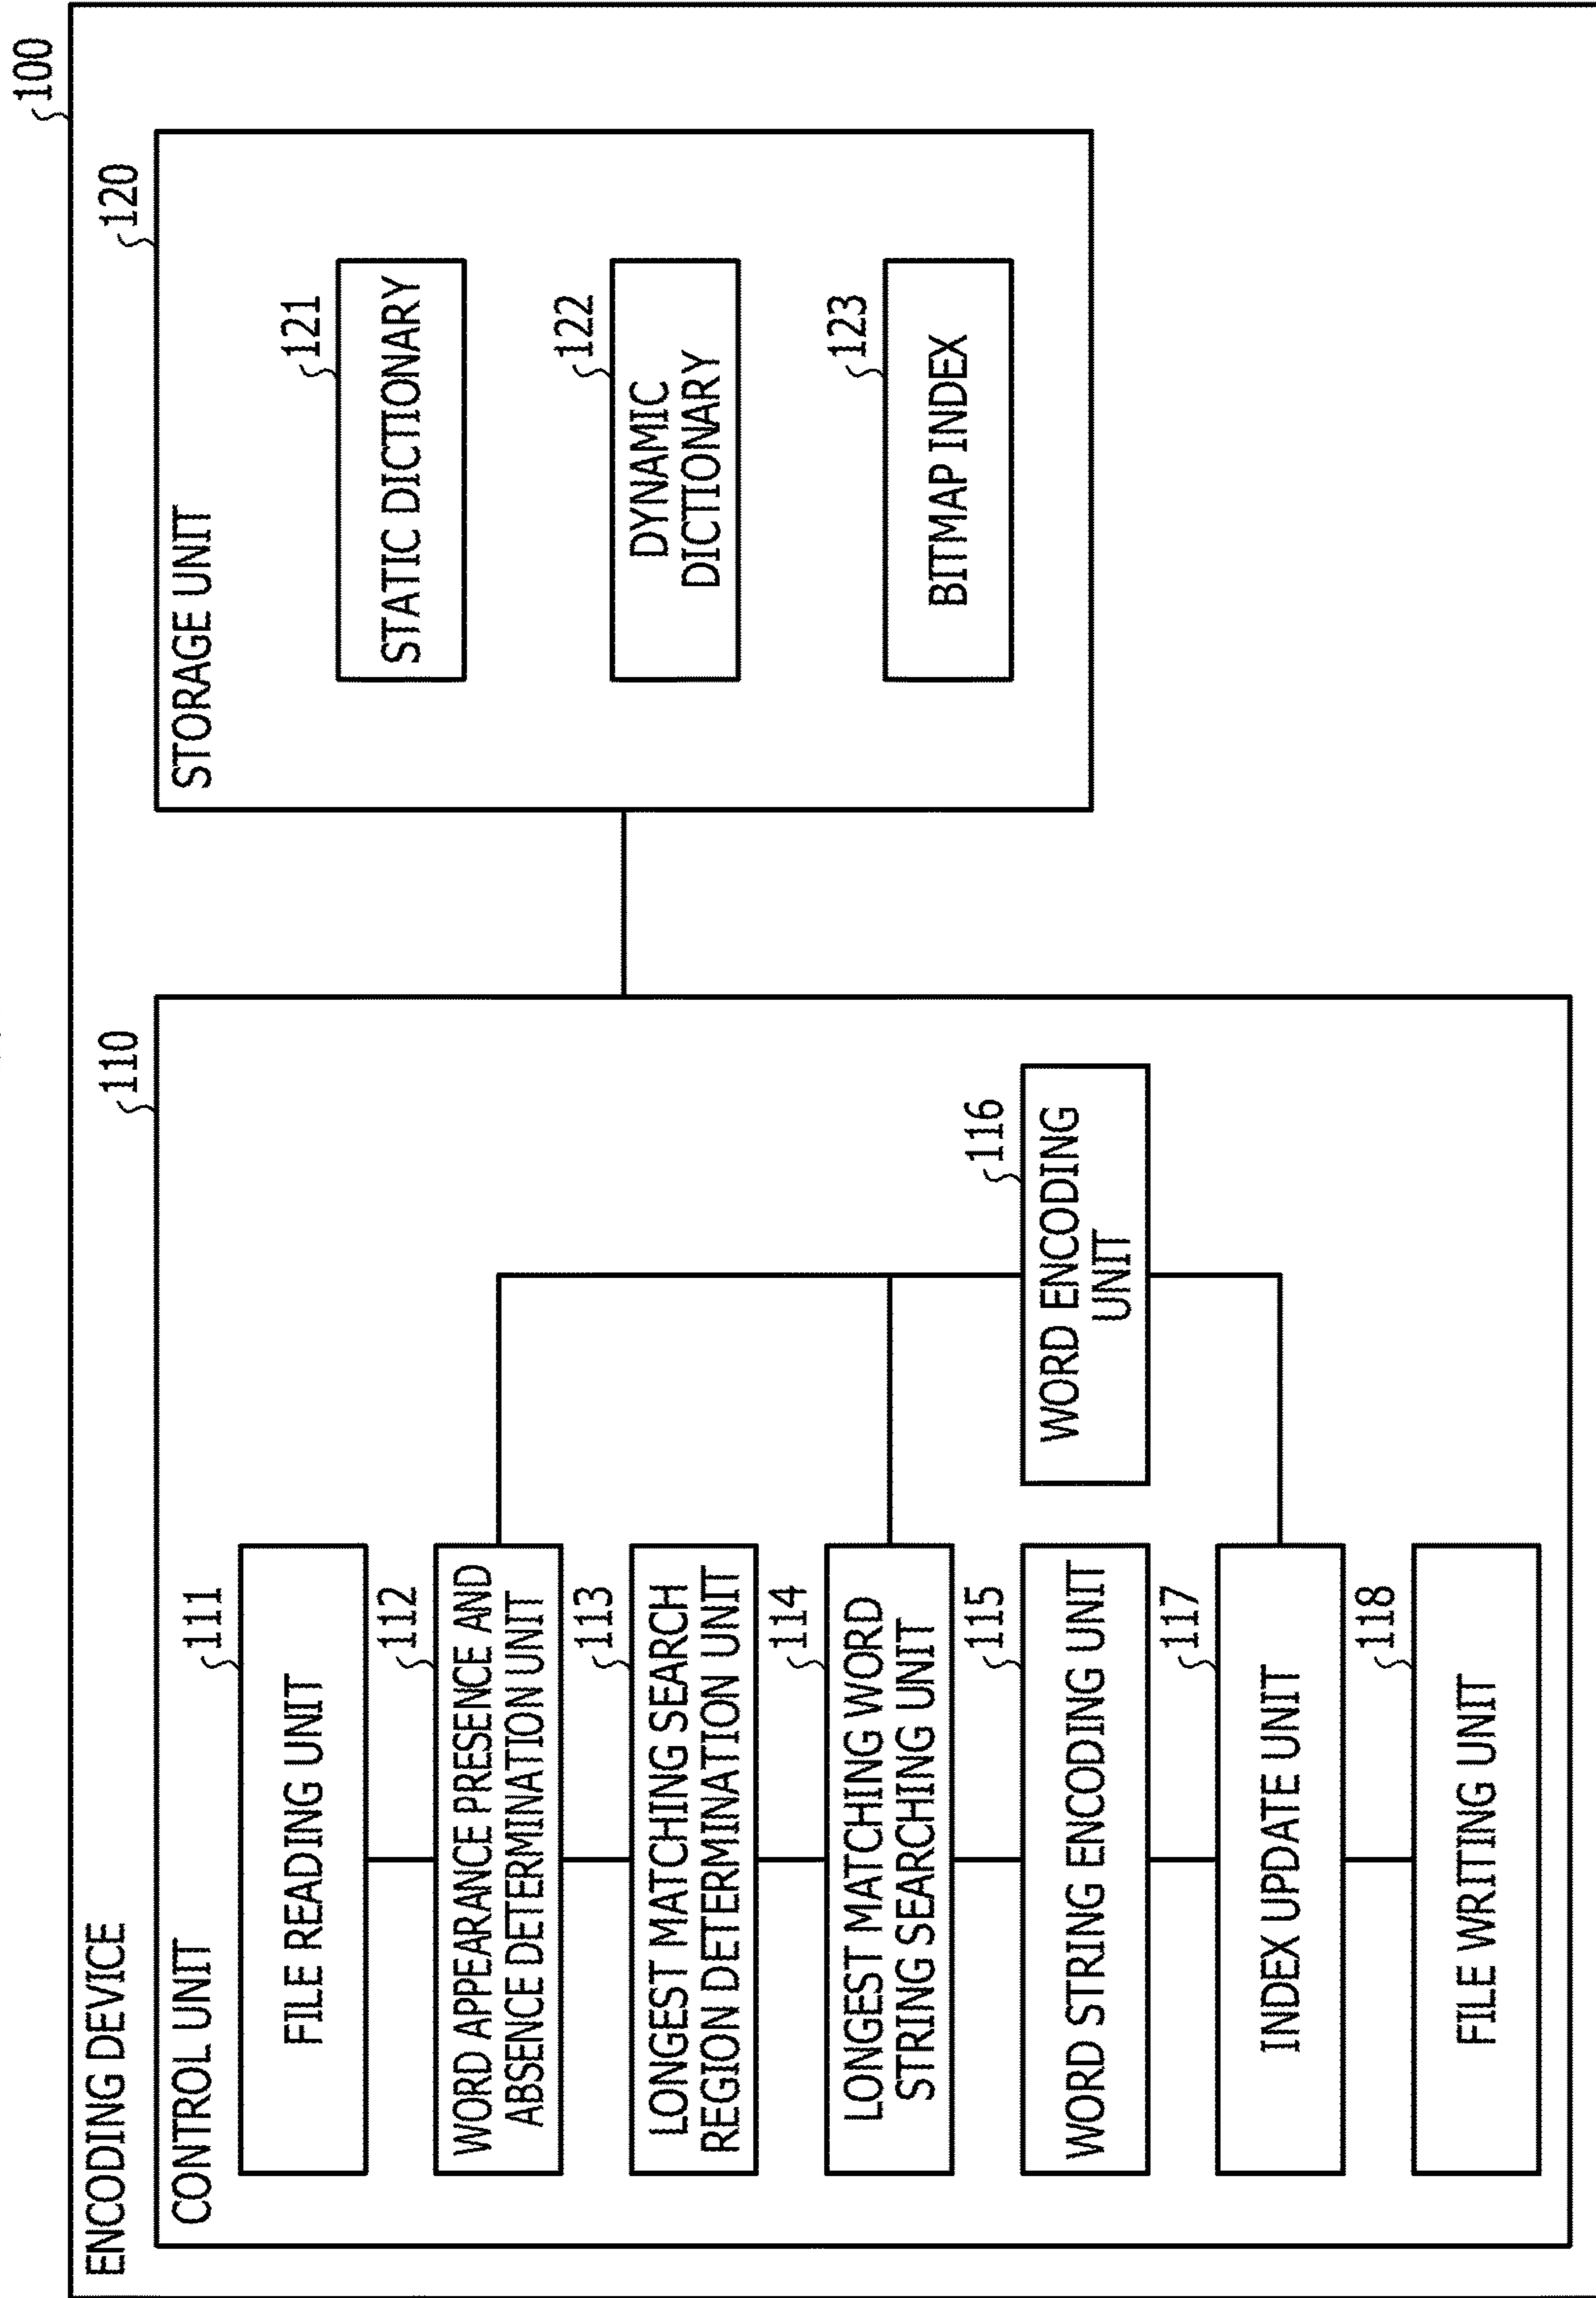 100
ENCODING DEVICE
110
CONTROL UNIT
111
FILE READING UNIT
112
WORD APPEARANCE PRESENCE AND
ABSENCE DETERMINATION UNIT
113
LONGEST MATCHING SEARCH
REGION DETERMINATION UNIT
114
LONGEST MATCHING WORD
STRING SEARCHING UNIT
115
WORD STRING ENCODING UNIT
116
WORD ENCODING
UNIT
117
INDEX UPDATE UNIT
118
FILE WRITING UNIT
120
STORAGE UNIT
121
STATIC DICTIONARY
122
DYNAMIC
DICTIONARY
123
BITMAP INDEX